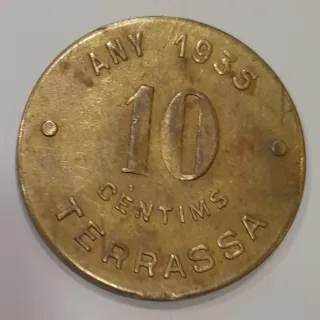 ANY 1935
10
CÈNTIMS
TERRASSA